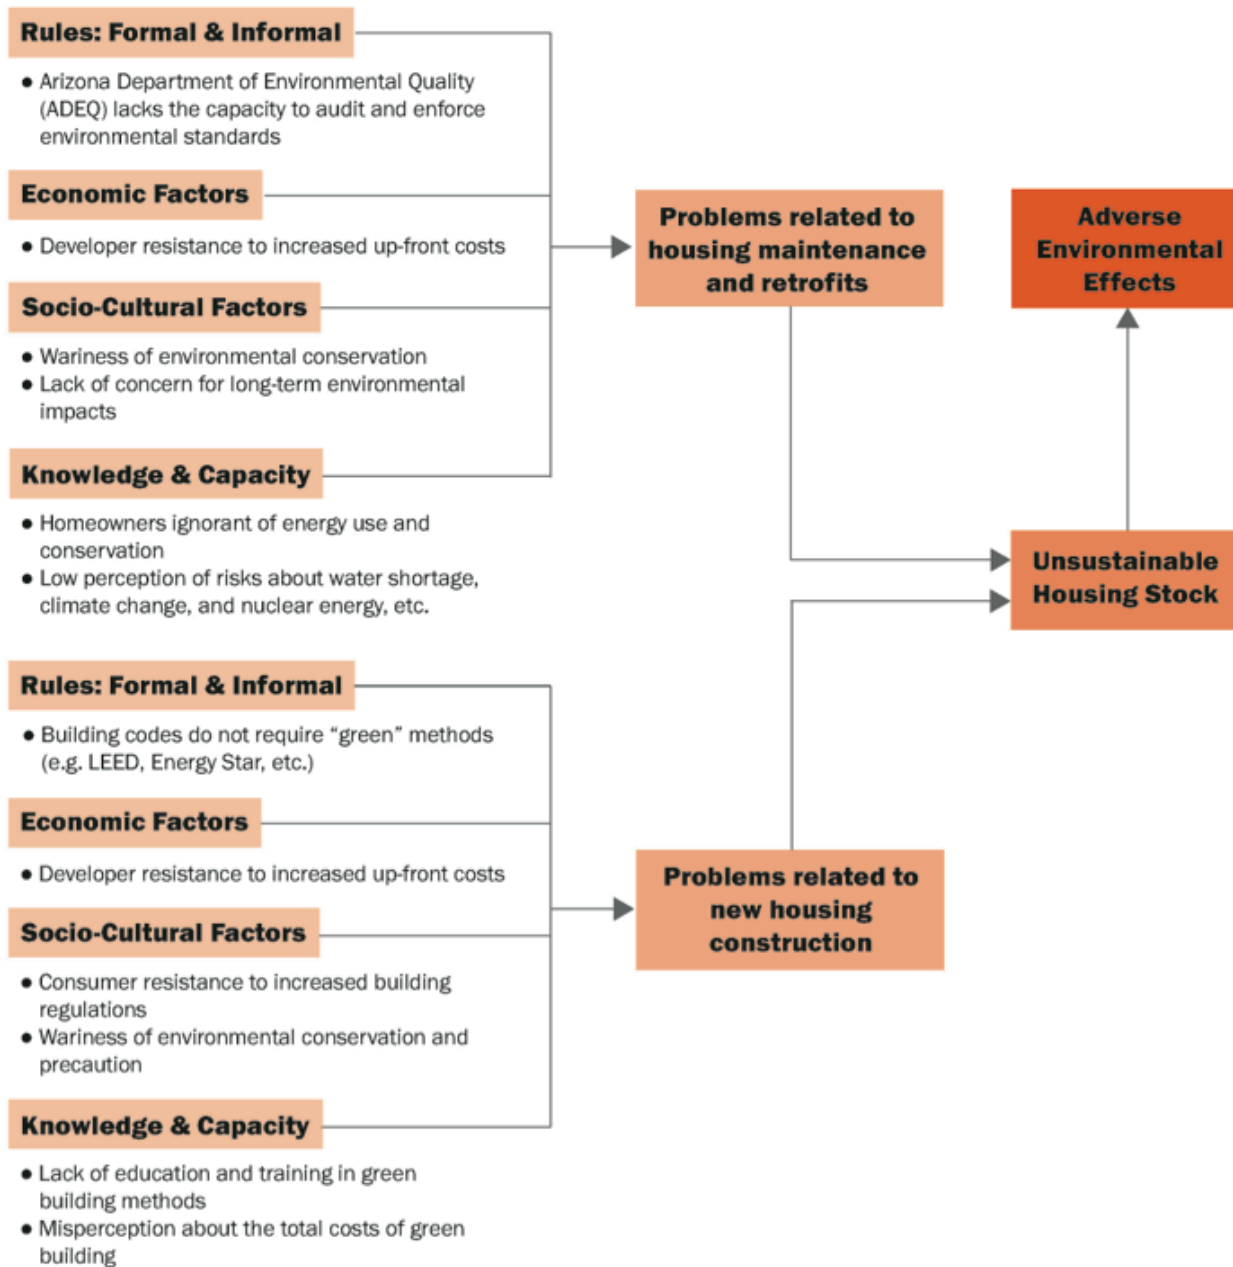 Rules: Formal & Informal
● Arizona Department of Environmental Quality
(ADEQ) lacks the capacity to audit and enforce
environmental standards
Economic Factors
● Developer resistance to increased up-front costs
Socio-Cultural Factors
● Wariness of environmental conservation
● Lack of concern for long-term environmental
impacts
Knowledge & Capacity
● Homeowners ignorant of energy use and
conservation
● Low perception of risks about water shortage,
climate change, and nuclear energy, etc.
Problems related to
housing maintenance
and retrofits
Adverse
Environmental
Effects
Unsustainable
Housing Stock
Rules: Formal & Informal
● Building codes do not require “green” methods
(e.g. LEED, Energy Star, etc.)
Economic Factors
● Developer resistance to increased up-front costs
Socio-Cultural Factors
● Consumer resistance to increased building
regulations
● Wariness of environmental conservation and
precaution
Knowledge & Capacity
● Lack of education and training in green
building methods
● Misperception about the total costs of green
building
Problems related to
new housing
construction